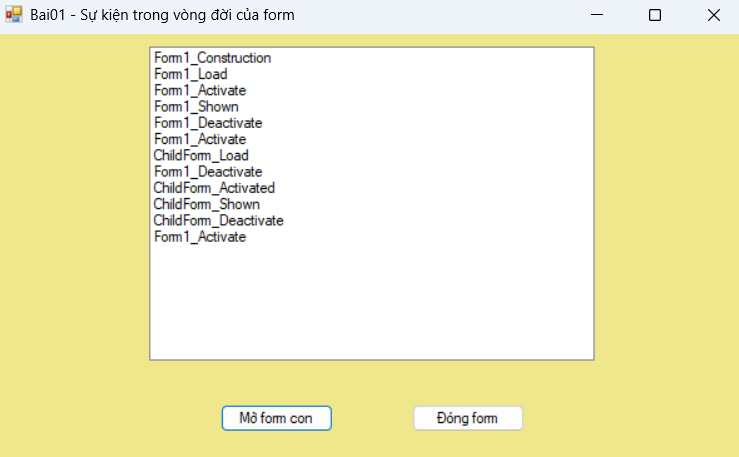 Bai01 - Sự kiện trong vòng đời của form
Form1_Construction
Form1_Load
Form1_Activate
Form1_Shown
Form1_Deactivate
Form1_Activate
ChildForm_Load
Form1_Deactivate
ChildForm_Activated
ChildForm_Shown
ChildForm_Deactivate
Form1_Activate
Mở form con
Đóng form